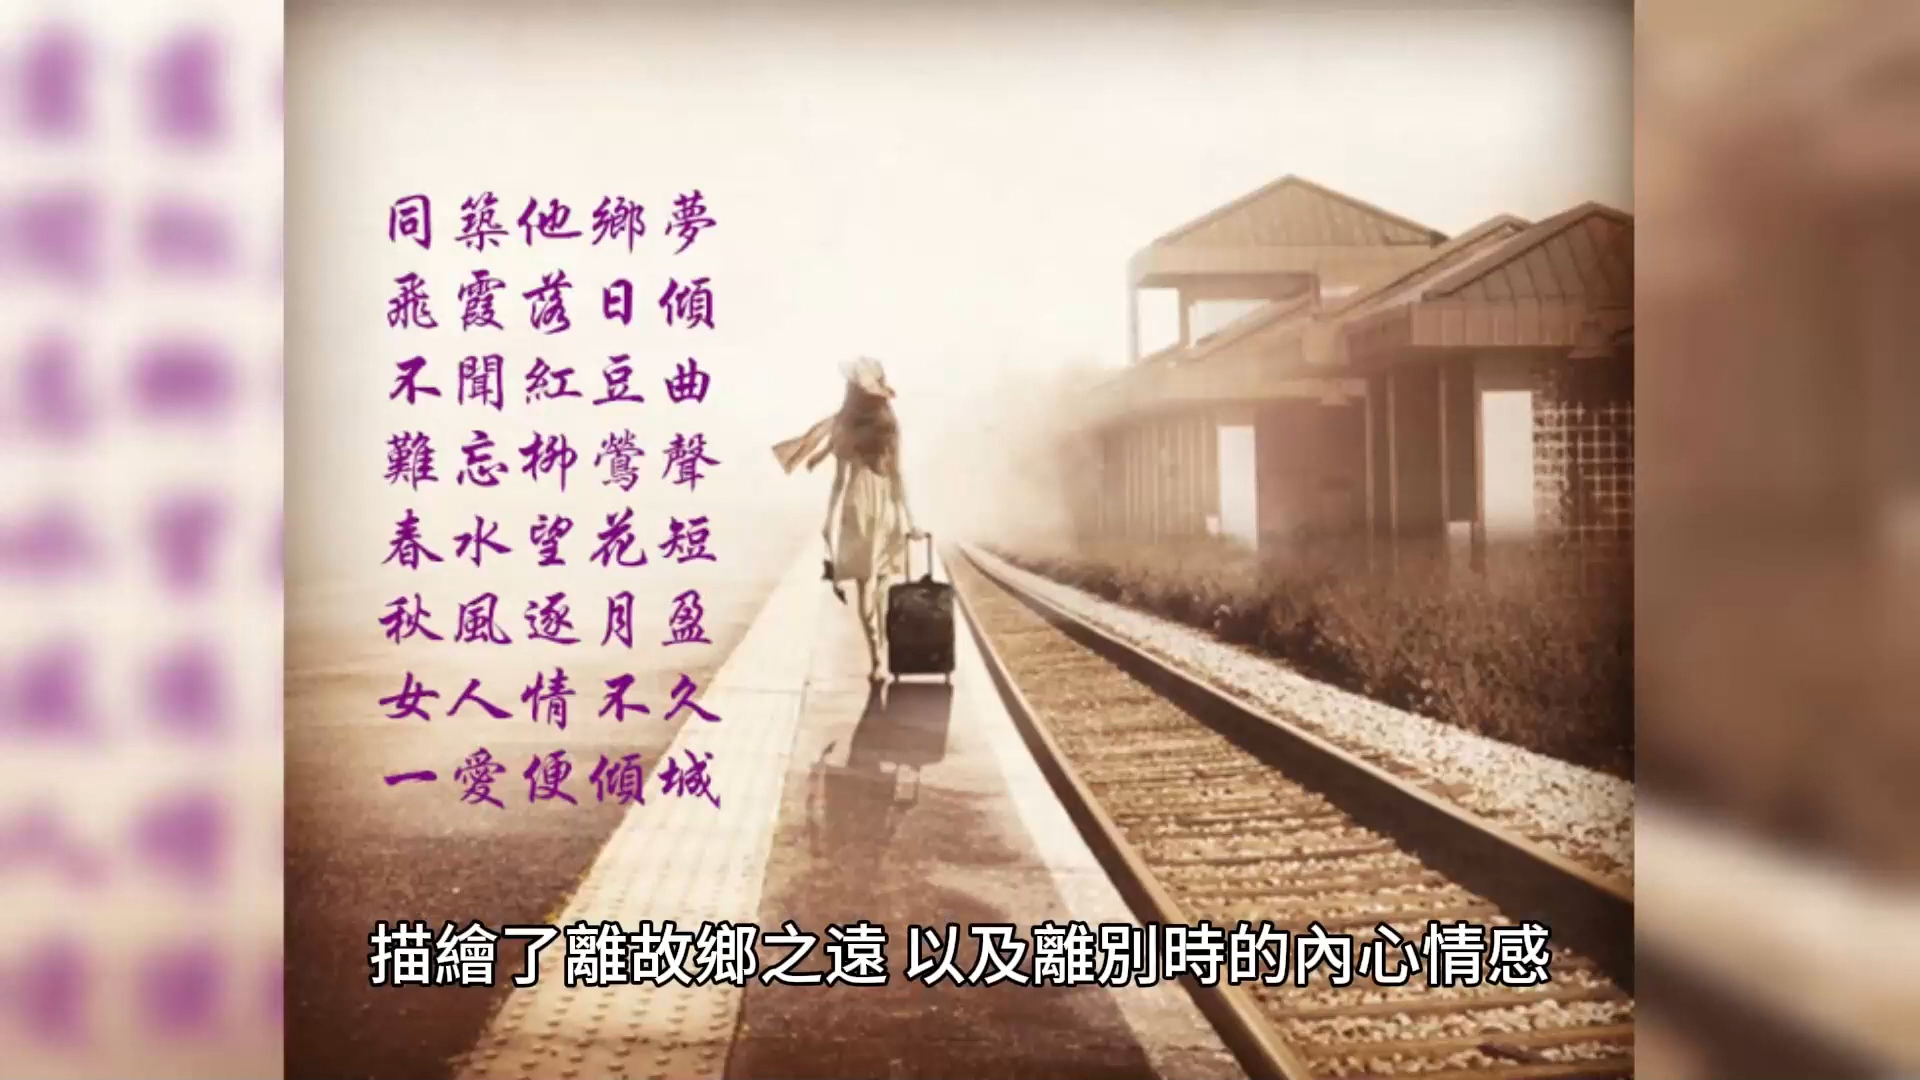 同築他鄉夢
飛霞落日傾
不聞紅豆曲
難忘柳鶯聲
春水望花短
秋風逐月盈
女人情不久
一愛便傾城
描繪了離故鄉之遠 以及離別時的內心情感